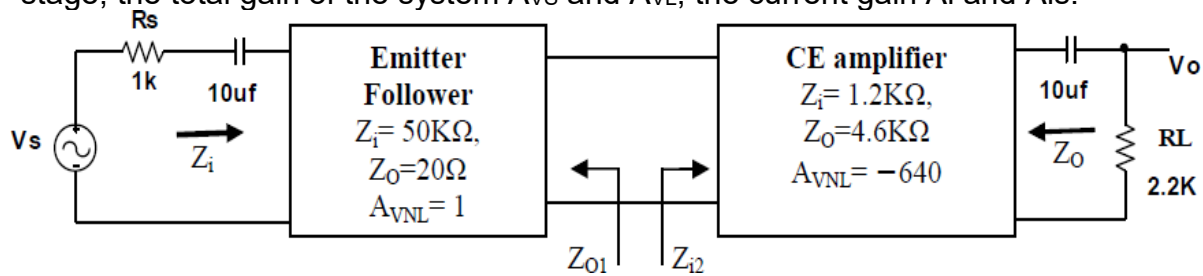 stage, the total gain of the system AVS and AVL, the current gain Ai and Ais.
Rs
1k
10uf
Vs
Zi
Emitter
Follower
Zi= 50KΩ,
ZO=20Ω
AVNL= 1
ZO1
Zi2
CE amplifier
Zi= 1.2KΩ,
ZO=4.6KΩ
AVNL= −640
10uf
Vo
ZO
RL
2.2K